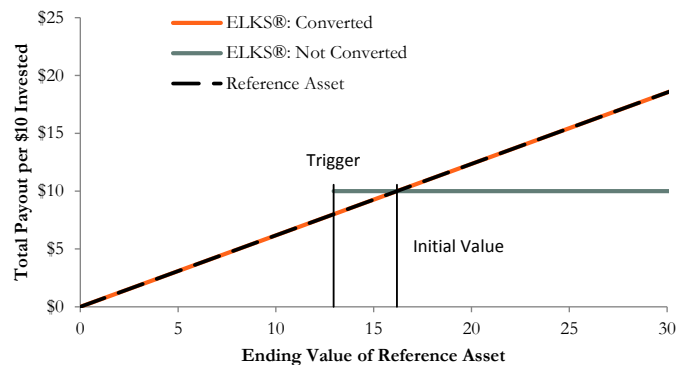 $25
$20
$15
$10
$5
$0
Total Payout per $10 Invested
ELKS®: Converted
ELKS®: Not Converted
Reference Asset
Trigger
Initial Value
0 5 10 15 20 25 30
Ending Value of Reference Asset